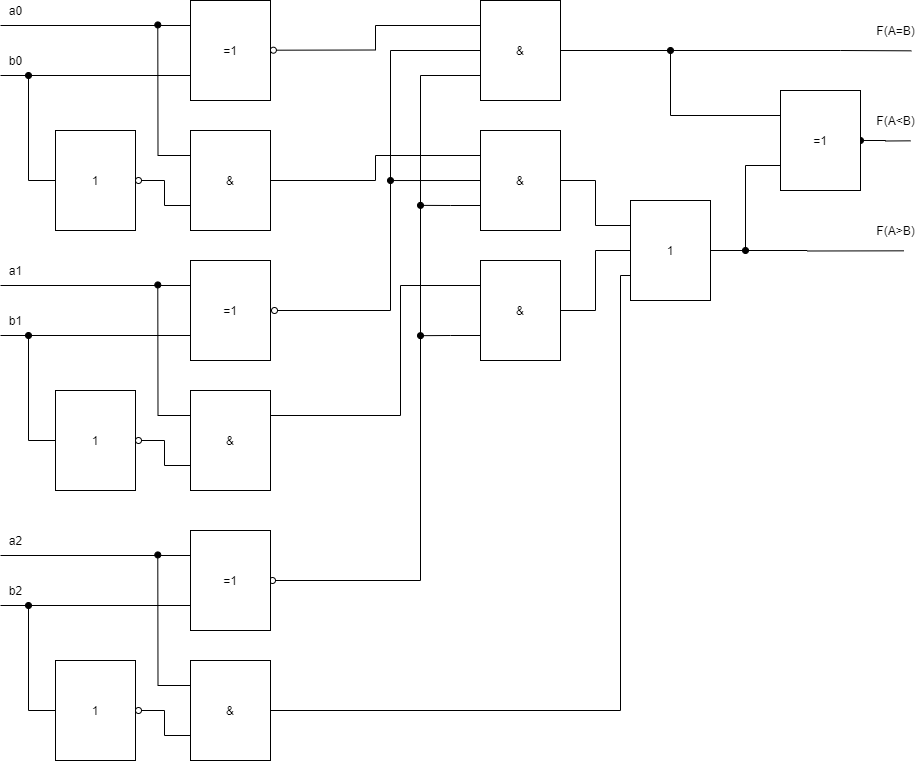 a0
=1
&
F(A=B)
b0
F(A<B)
=1
1
&
&
F(A>B)
1
a1
=1
&
b1
1
&
a2
=1
b2
1
&